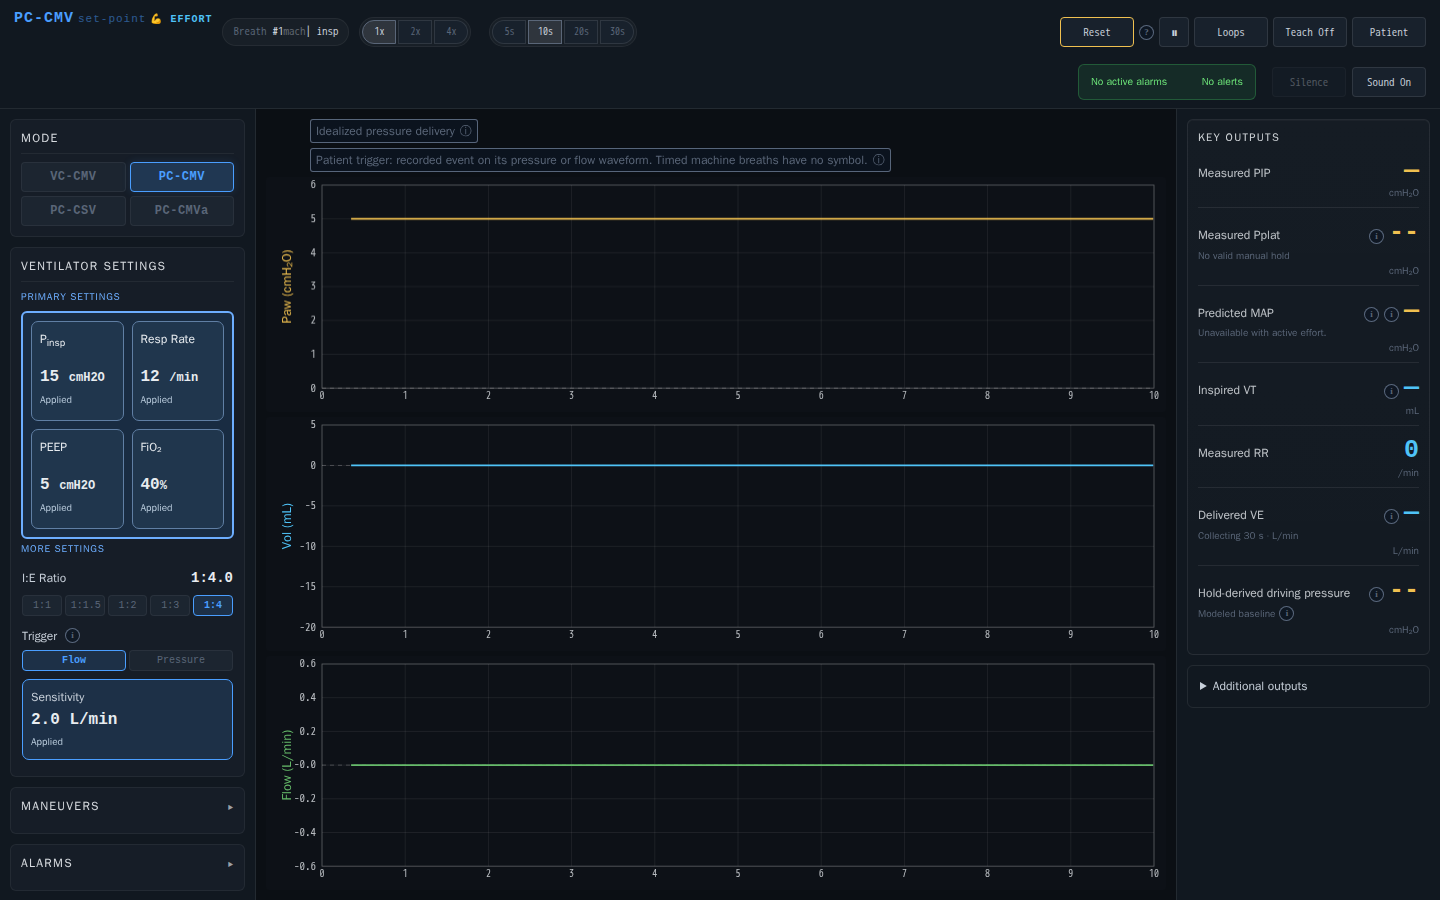 PC-CMV set-point 💪 EFFORT
Breath #1 mach insp
1x 2x 4x
5s 10s 20s 30s
Reset ? ⏸ Loops Teach Off Patient
No active alarms No alerts
Silence Sound On
MODE
VC-CMV PC-CMV
PC-CSV PC-CMVa
VENTILATOR SETTINGS
PRIMARY SETTINGS
Pinsp
15 cmH2O
Applied
Resp Rate
12 /min
Applied
PEEP
5 cmH2O
Applied
FiO₂
40%
Applied
MORE SETTINGS
I:E Ratio 1:4.0
1:1 1:1.5 1:2 1:3 1:4
Trigger i
Flow Pressure
Sensitivity
2.0 L/min
Applied
MANEUVERS ▸
ALARMS ▸
Idealized pressure delivery ⓘ
Patient trigger: recorded event on its pressure or flow waveform. Timed machine breaths have no symbol. ⓘ
Paw (cmH₂O)
6
5
4
3
2
1
0
0 1 2 3 4 5 6 7 8 9 10
Vol (mL)
5
0
-5
-10
-15
-20
0 1 2 3 4 5 6 7 8 9 10
Flow (L/min)
0.6
0.4
0.2
-0.0
-0.2
-0.4
-0.6
0 1 2 3 4 5 6 7 8 9 10
KEY OUTPUTS
Measured PIP —
cmH₂O
Measured Pplat i --
No valid manual hold
cmH₂O
Predicted MAP i i —
Unavailable with active effort.
cmH₂O
Inspired VT i —
mL
Measured RR 0
/min
Delivered VE i —
Collecting 30 s · L/min
L/min
Hold-derived driving pressure i --
Modeled baseline i
cmH₂O
▶ Additional outputs